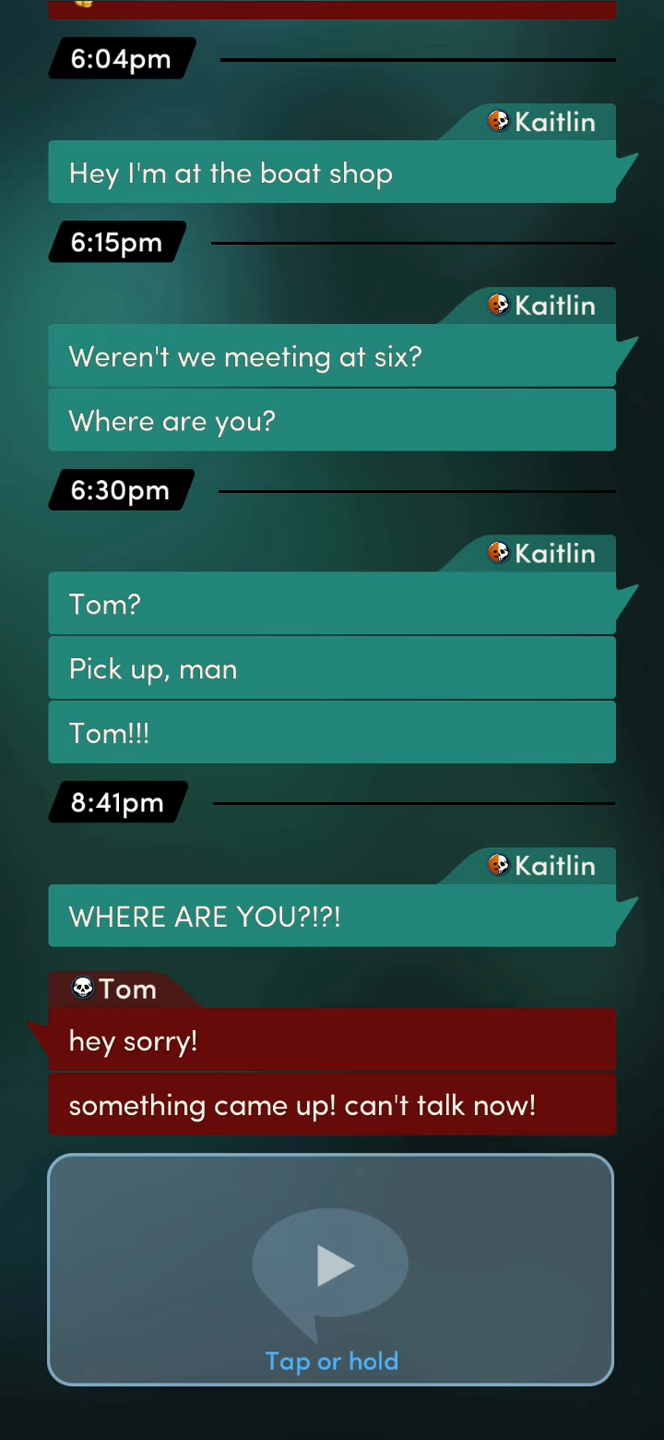 6:04pm
Kaitlin
Hey I'm at the boat shop
6:15pm
Kaitlin
Weren't we meeting at six?
Where are you?
6:30pm
Kaitlin
Tom?
Pick up, man
Tom!!!
8:41pm
Kaitlin
WHERE ARE YOU?!?!
Tom
hey sorry!
something came up! can't talk now!
Tap or hold